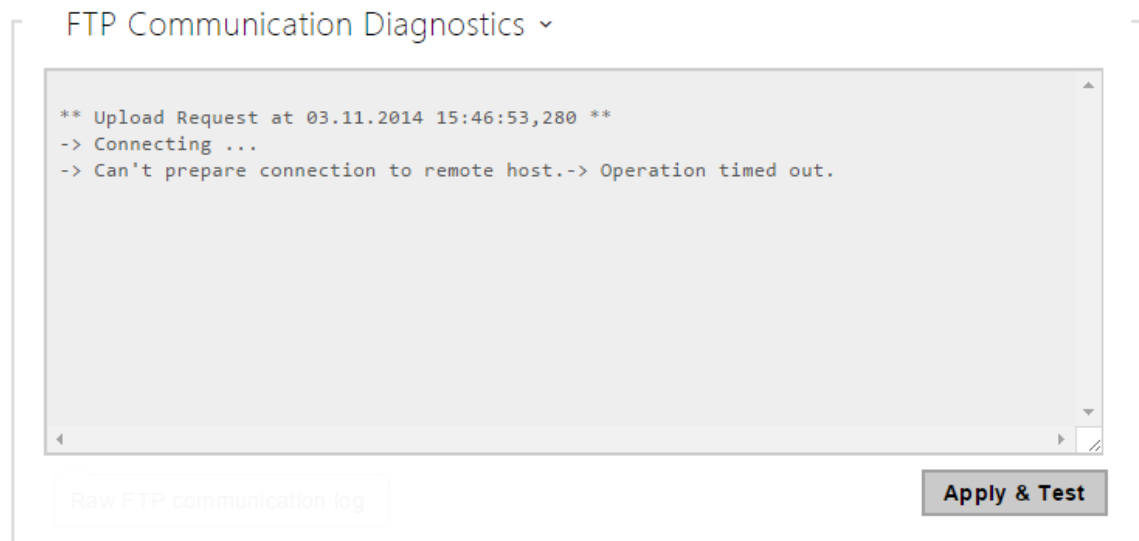 FTP Communication Diagnostics
** Upload Request at 03.11.2014 15:46:53,280 **
-> Connecting ...
-> Can't prepare connection to remote host.-> Operation timed out.
Raw FTP communication log
Apply & Test